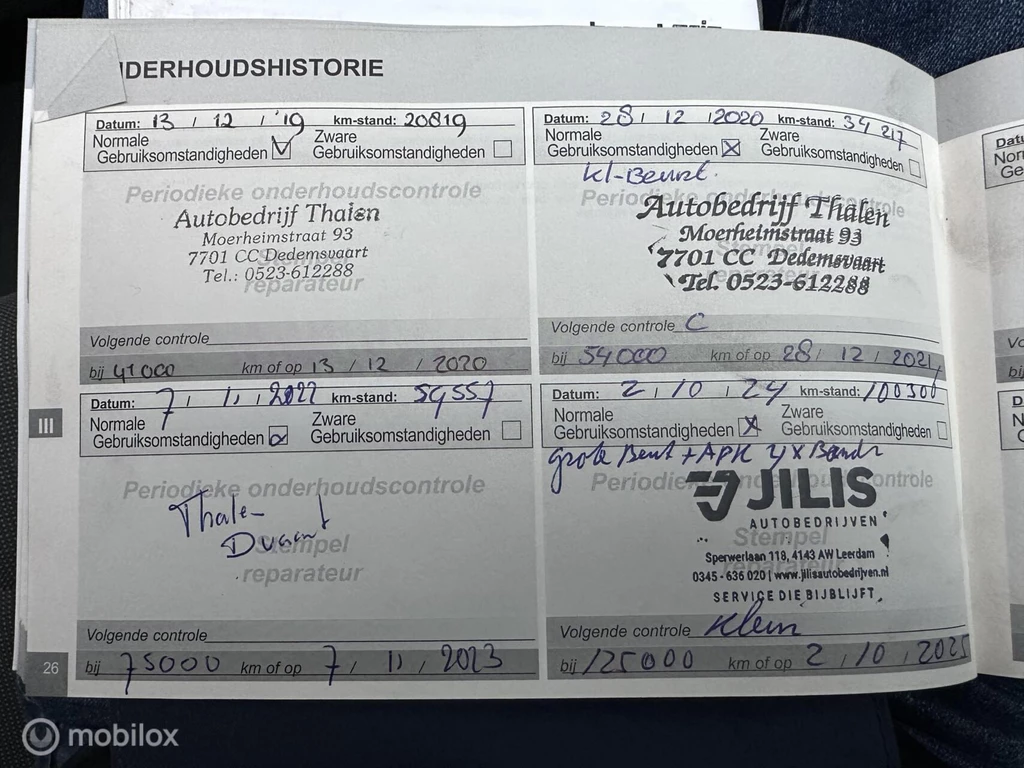 NDERHOUDSHISTORIE
Datum: 13 / 12 / '19 km-stand: 20819
Normale
Gebruiksomstandigheden
Zware
Gebruiksomstandigheden
Periodieke onderhoudscontrole
Autobedrijf Thalen
Moerheimstraat 93
7701 CC Dedemsvaart
Tel.: 0523-612288
Stempel
reparateur
Volgende controle
bij 41000 km of op 13 / 12 / 2020
Datum: 28 / 12 / 2020 km-stand: 34 217
Normale
Gebruiksomstandigheden
Zware
Gebruiksomstandigheden
kl-Beurt.
Periodieke onderhoudscontrole
Autobedrijf Thalen
Moerheimstraat 93
7701 CC Dedemsvaart
Tel. 0523-612288
Stempel
reparateur
Volgende controle C
bij 54000 km of op 28 / 12 / 2021
III
Datum: 7 / 11 / 2022 km-stand: 59557
Normale
Gebruiksomstandigheden
Zware
Gebruiksomstandigheden
Periodieke onderhoudscontrole
Thalen
Dvaart
Stempel
reparateur
Volgende controle
bij 75000 km of op 7 / 11 / 2023
Datum: 2 / 10 / 24 km-stand: 100300
Normale
Gebruiksomstandigheden
Zware
Gebruiksomstandigheden
grote Beurt + APK 4x Band
Periodieke onderhoudscontrole
JILIS
AUTOBEDRIJVEN
Stempel
reparateur
Sperwerlaan 118, 4143 AW Leerdam
0345 - 636 020 | www.jilisautobedrijven.nl
SERVICE DIE BIJBLIJFT
Volgende controle Klein
bij 125000 km of op 2 / 10 / 2025
26
mobilox